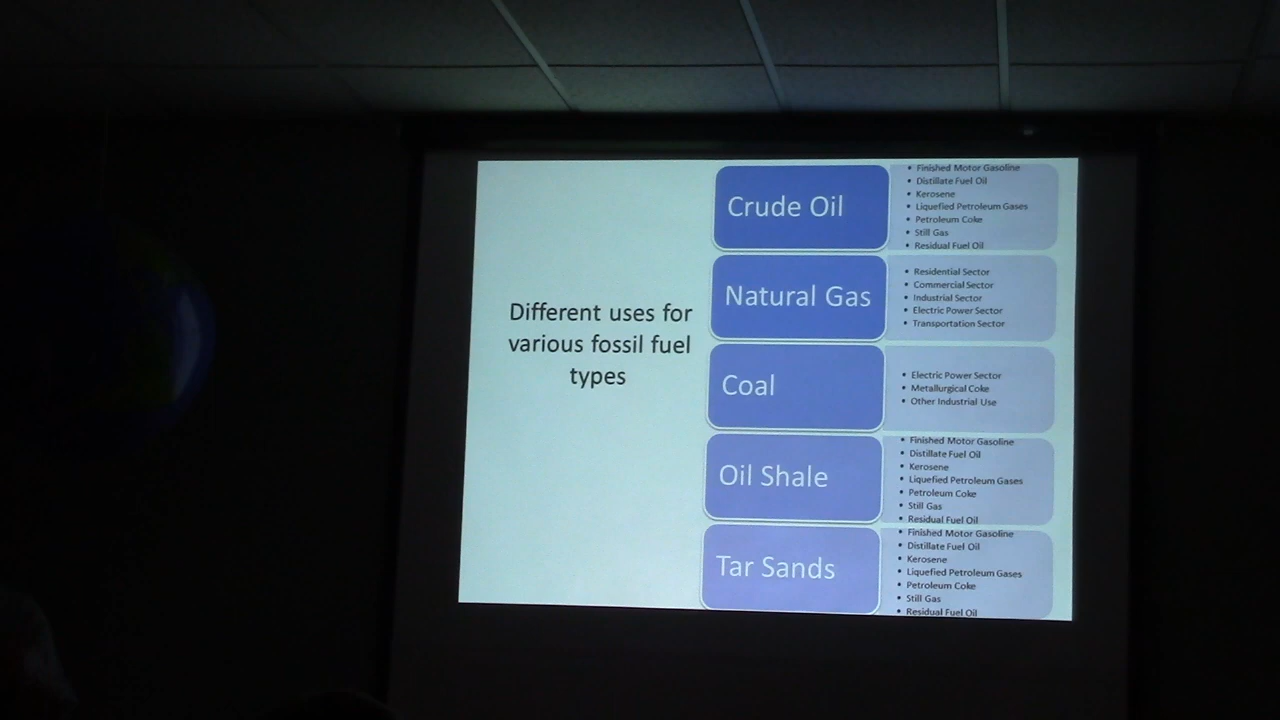 Different uses for
various fossil fuel
types
Crude Oil
• Finished Motor Gasoline
• Distillate Fuel Oil
• Kerosene
• Liquefied Petroleum Gases
• Petroleum Coke
• Still Gas
• Residual Fuel Oil
Natural Gas
• Residential Sector
• Commercial Sector
• Industrial Sector
• Electric Power Sector
• Transportation Sector
Coal
• Electric Power Sector
• Metallurgical Coke
• Other Industrial Use
Oil Shale
• Finished Motor Gasoline
• Distillate Fuel Oil
• Kerosene
• Liquefied Petroleum Gases
• Petroleum Coke
• Still Gas
• Residual Fuel Oil
Tar Sands
• Finished Motor Gasoline
• Distillate Fuel Oil
• Kerosene
• Liquefied Petroleum Gases
• Petroleum Coke
• Still Gas
• Residual Fuel Oil